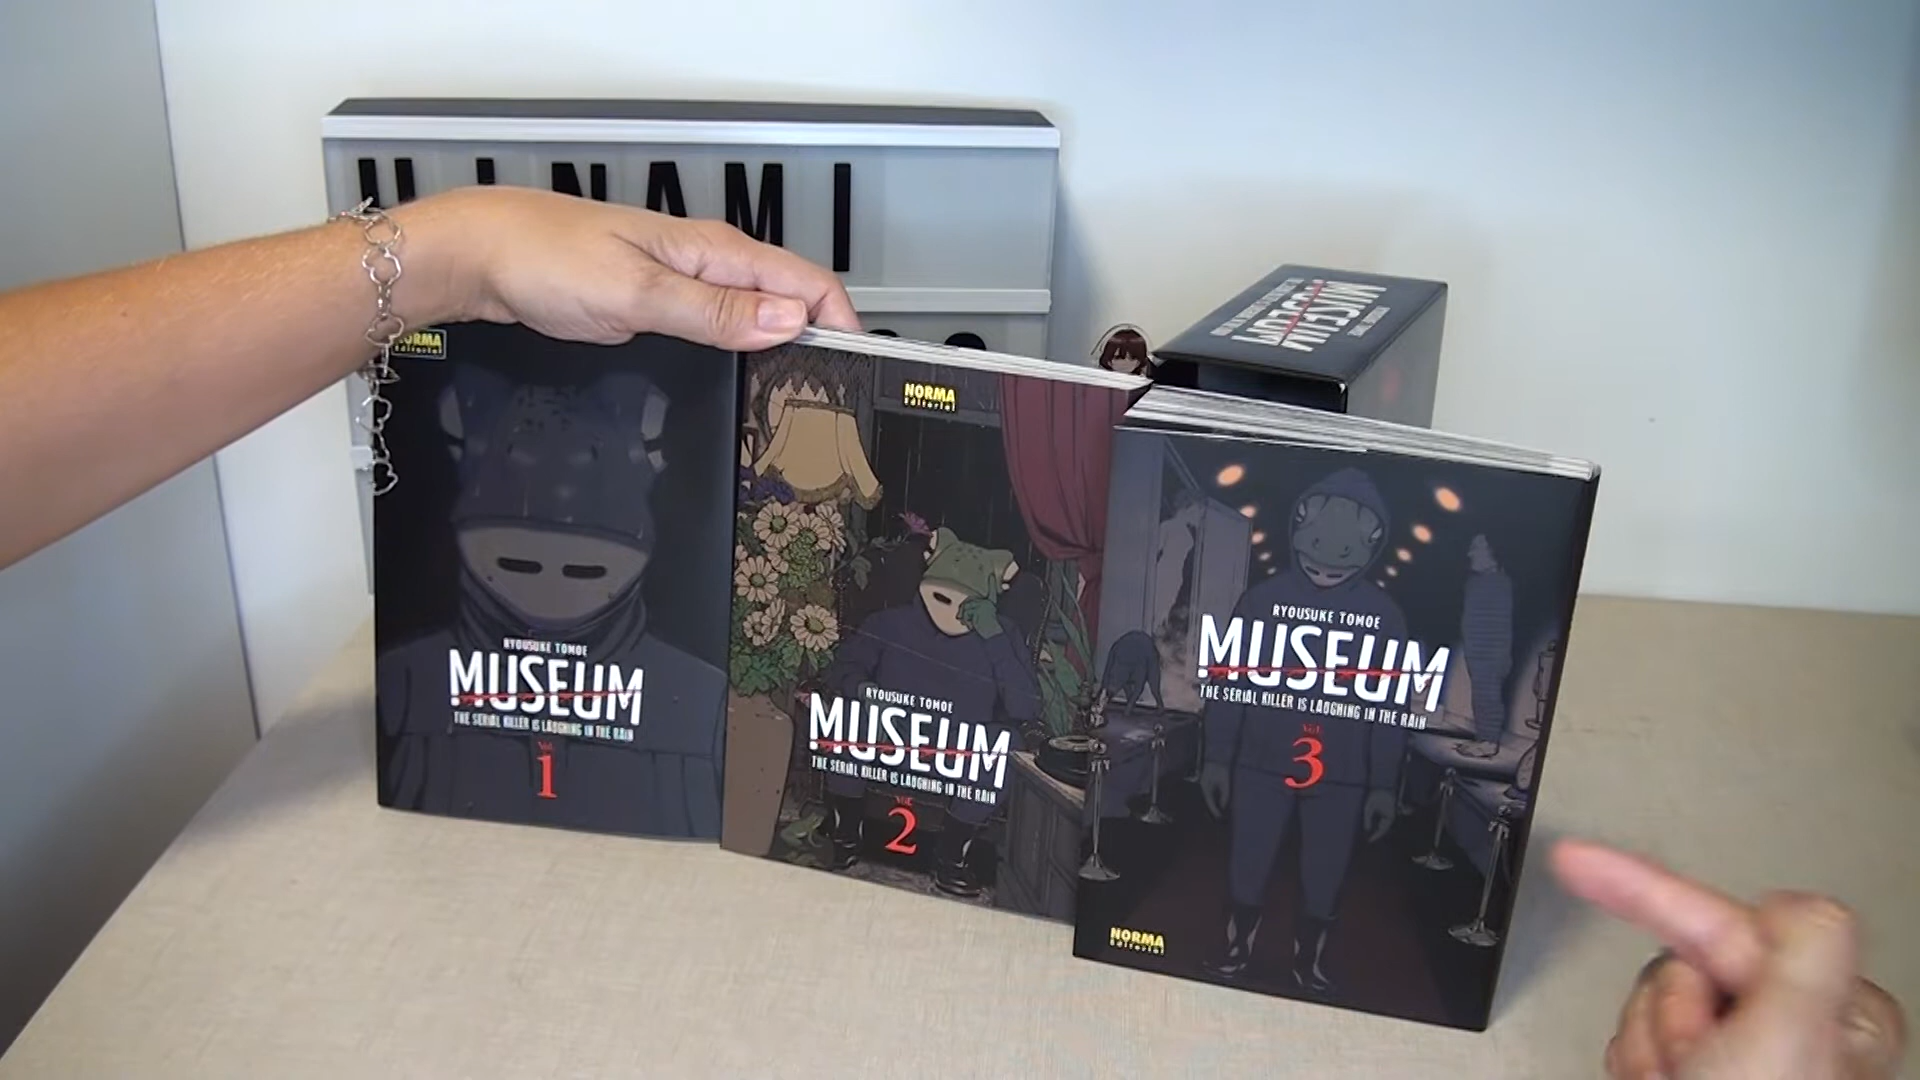 HINAMI
NORMA
Editorial
RYOUSUKE TOMOE
MUSEUM
THE SERIAL KILLER IS LAUGHING IN THE RAIN
Vol.
1
NORMA
Editorial
RYOUSUKE TOMOE
MUSEUM
THE SERIAL KILLER IS LAUGHING IN THE RAIN
Vol.
2
RYOUSUKE TOMOE
MUSEUM
THE SERIAL KILLER IS LAUGHING IN THE RAIN
Vol.
3
NORMA
Editorial
MUSEUM